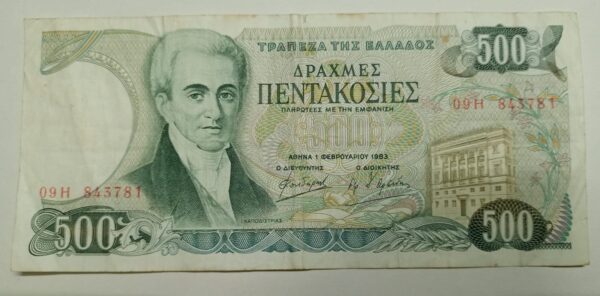 ΤΡΑΠΕΖΑ ΤΗΣ ΕΛΛΑΔΟΣ
500
ΔΡΑΧΜΕΣ
ΠΕΝΤΑΚΟΣΙΕΣ
ΠΛΗΡΩΤΕΕΣ ΜΕ ΤΗΝ ΕΜΦΑΝΙΣΗ
09Η 843781
ΑΘΗΝΑ 1 ΦΕΒΡΟΥΑΡΙΟΥ 1983
Ο ΔΙΕΥΘΥΝΤΗΣ Ο ΔΙΟΙΚΗΤΗΣ
09Η 843781
Ι.ΚΑΠΟΔΙΣΤΡΙΑΣ
500
500